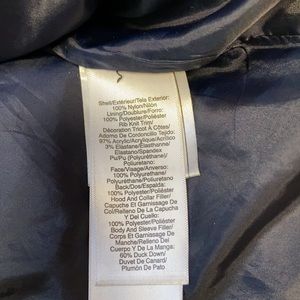 Shell/Extérieur/Tela Exterior:
100% Nylon/Nilon
Lining/Doublure/Forro:
100% Polyester/Poliéster
Rib Knit Trim/
Décoration Tricot À Côtes/
Adorno De Cordoncillo Tejido:
97% Acrylic/Acrylique/Acrílico
3% Elastane/Élasthanne/
Elastano/Spandex
Pu/Pu (Polyuréthane)/
Poliuretano
Face/Visage/Anverso:
100% Polyurethane/
Polyuréthane/Poliuretano
Back/Dos/Espalda:
100% Polyester/Poliéster
Hood And Collar Filler/
Capuche Et Garnissage De
Col/Relleno De La Capucha
Y Del Cuello:
100% Polyester/Poliéster
Body And Sleeve Filler/
Corps Et Garnissage De
Manche/Relleno Del
Cuerpo Y De La Manga:
60% Duck Down/
Duvet De Canard/
Plumón De Pato